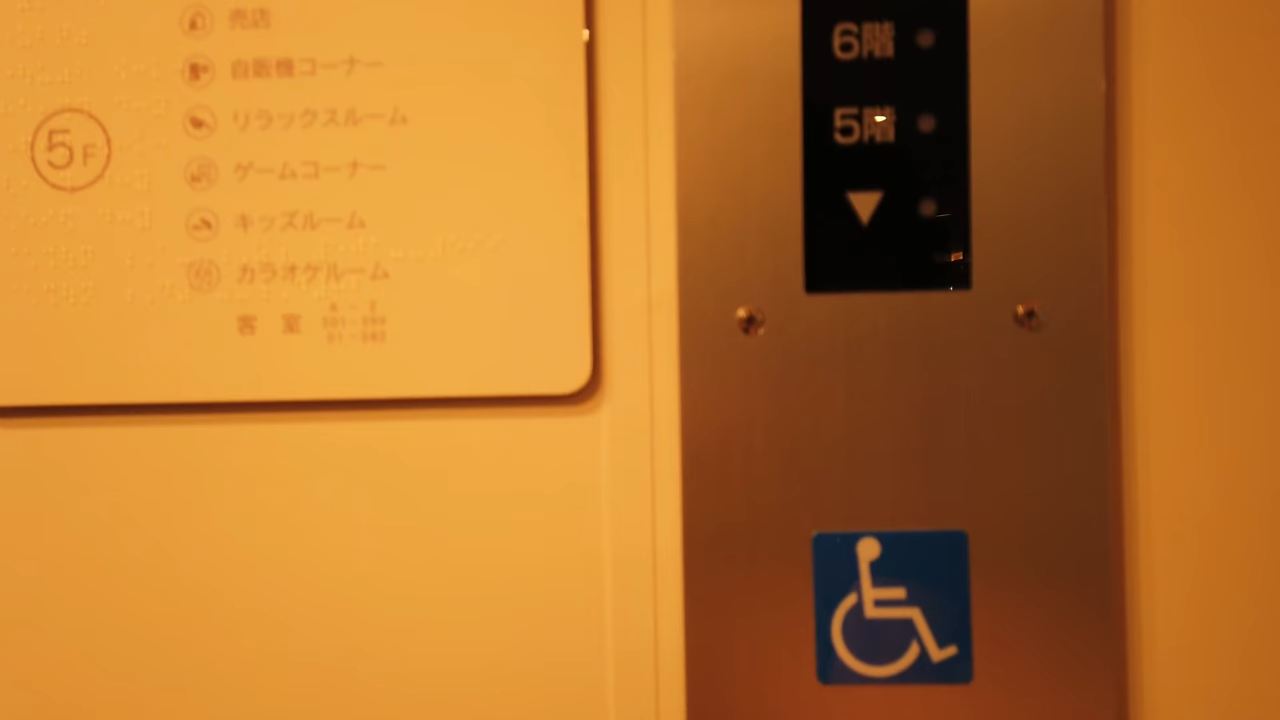 売店
自販機コーナー
リラックスルーム
5F
ゲームコーナー
キッズルーム
カラオケルーム
客 室
6階
5階